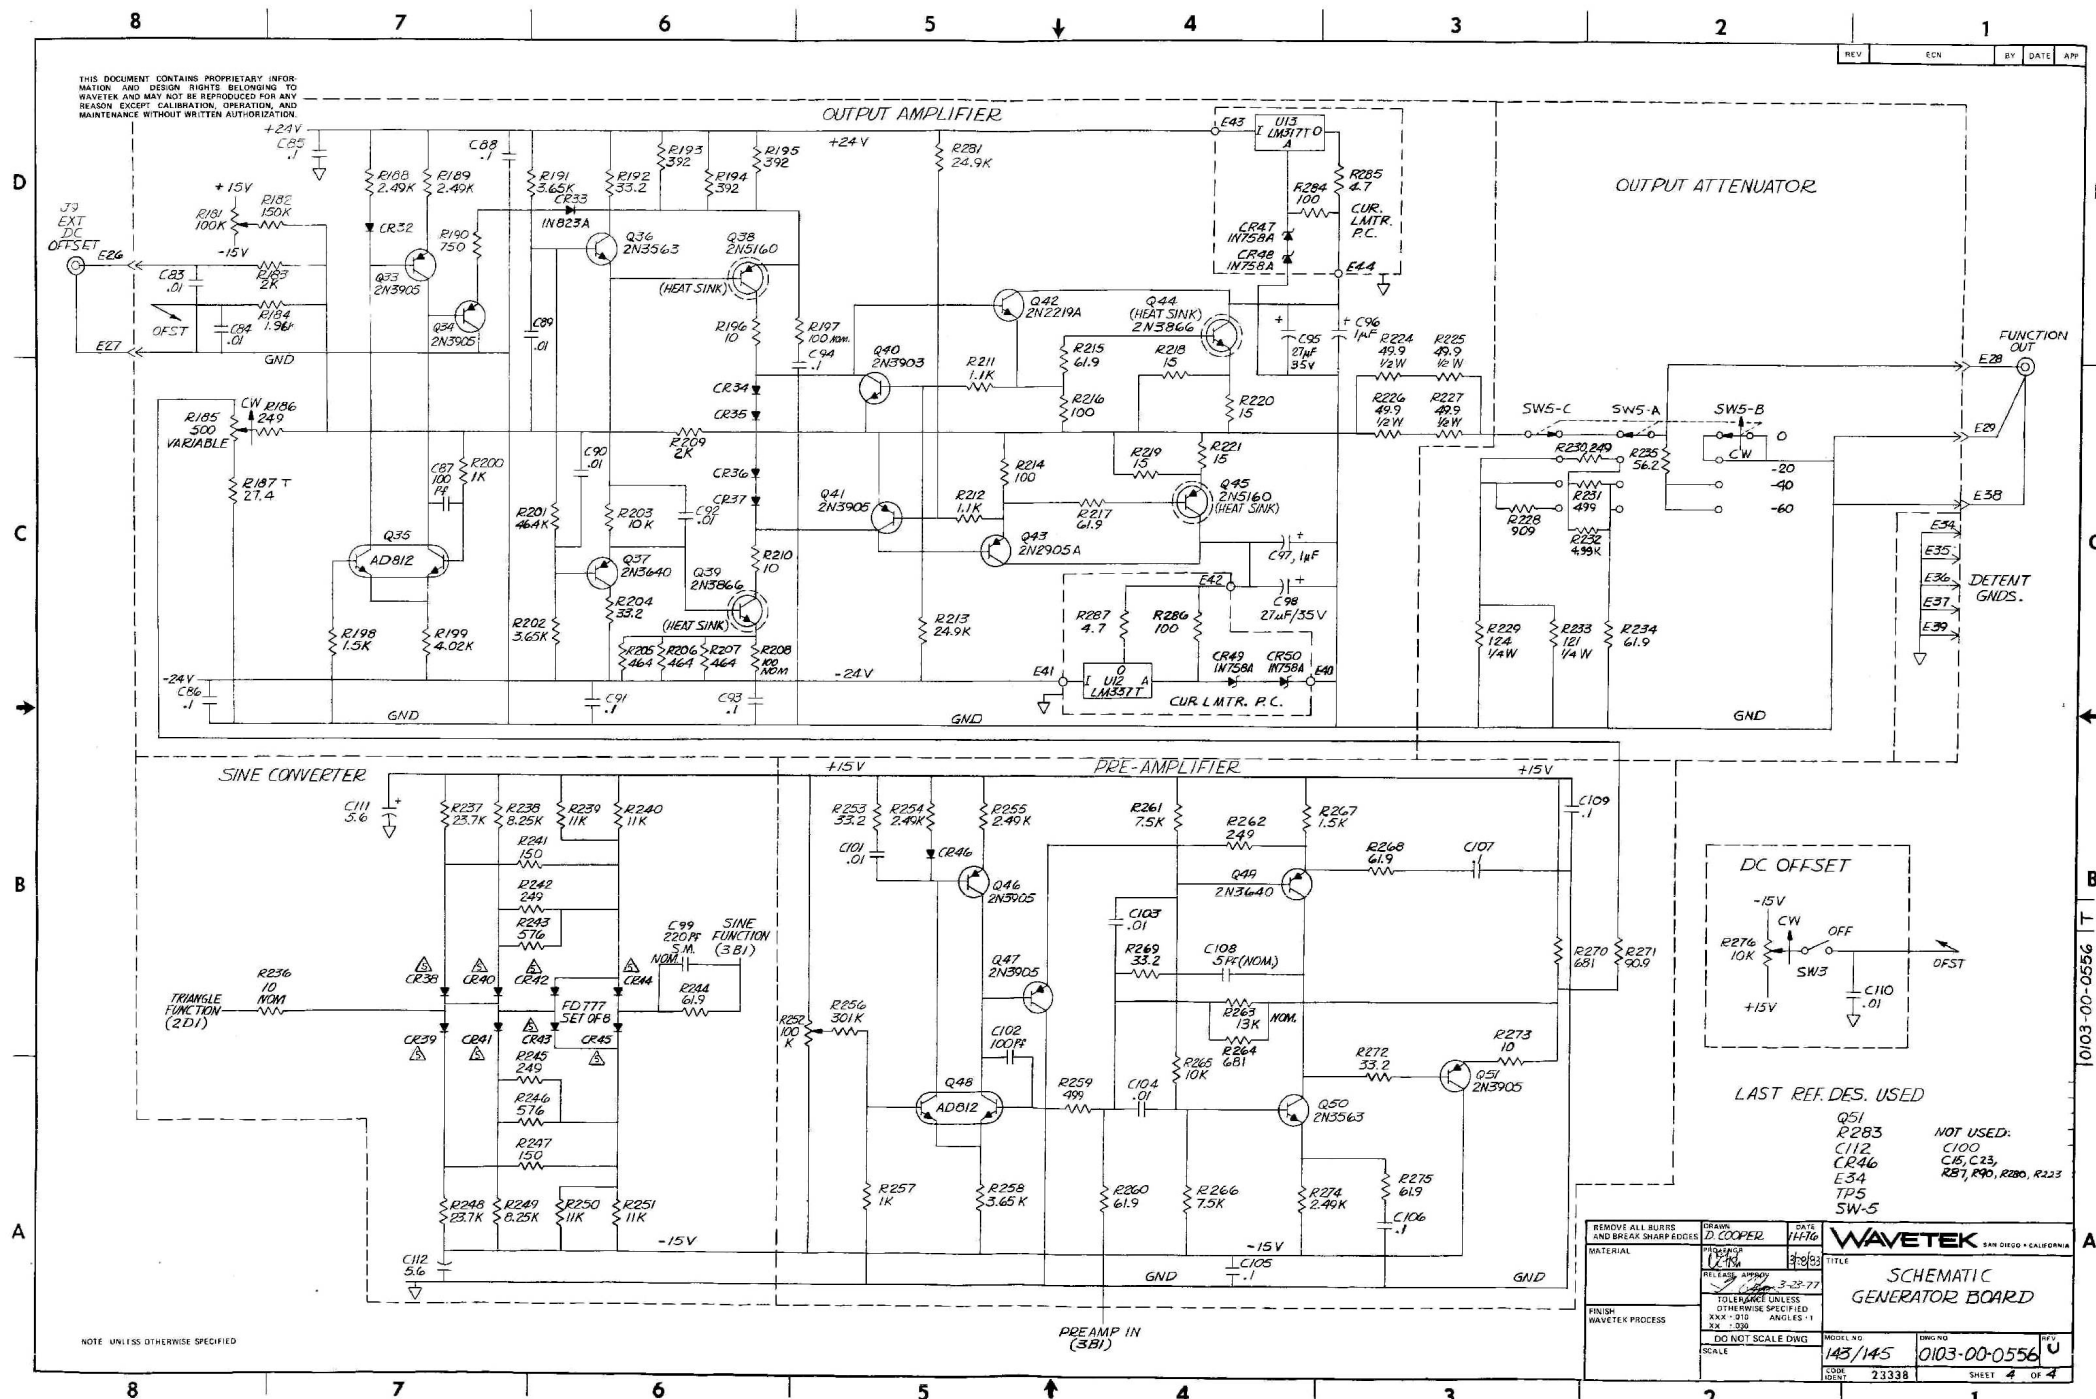 8 7 6 5 4 3 2 1
REV ECN BY DATE APP
THIS DOCUMENT CONTAINS PROPRIETARY INFOR-
MATION AND DESIGN RIGHTS BELONGING TO
WAVETEK AND MAY NOT BE REPRODUCED FOR ANY
REASON EXCEPT CALIBRATION, OPERATION, AND
MAINTENANCE WITHOUT WRITTEN AUTHORIZATION.
OUTPUT AMPLIFIER
+24V
C85
.1
C88
.1
+24V
R188
2.49K
R189
2.49K
R191
3.65K
R192
33.2
R193
392
R194
392
R195
392
R281
24.9K
E43
U13
I LM317T O
A
R285
4.7
R284
100
CUR.
LMTR.
P.C.
CR47
1N758A
CR48
1N758A
E44
OUTPUT ATTENUATOR
D
J9
EXT
DC
OFFSET
+15V
R181
100K
R182
150K
-15V
E26
C83
.01
R183
2K
R184
1.96K
OFST
C84
.01
E27
GND
CR32
R190
750
CR33
1N823A
Q33
2N3905
Q34
2N3905
Q36
2N3563
Q38
2N5160
(HEAT SINK)
C89
.01
R196
10
R197
100 NOM.
C94
.1
CR34
CR35
Q40
2N3903
Q42
2N2219A
Q44
(HEAT SINK)
2N3866
R211
1.1K
R215
61.9
R216
100
R218
15
R220
15
C95
27µF
35V
C96
1µF
R224
49.9
½W
R225
49.9
½W
R226
49.9
½W
R227
49.9
½W
SW5-C
SW5-A
SW5-B
CW
0
-20
-40
-60
FUNCTION
OUT
E28
E29
E38
R230, 249
R235
56.2
R231
499
R228
909
R232
4.99K
R229
124
¼W
R233
121
¼W
R234
61.9
E34
E35
E36
E37
E39
DETENT
GNDS.
GND
R185
500
VARIABLE
CW
R186
249
R187 T
27.4
C87
100
Pf
R200
1K
R209
2K
C90
.01
CR36
CR37
Q35
AD812
R198
1.5K
R199
4.02K
R201
464K
R202
3.65K
R203
10K
C92
.01
Q37
2N3640
R204
33.2
Q39
2N3866
(HEAT SINK)
R210
10
R205
464
R206
464
R207
464
R208
100
NOM
Q41
2N3905
R212
1.1K
R214
100
R217
61.9
R219
15
R221
15
Q45
2N5160
(HEAT SINK)
Q43
2N2905A
C97, 1µF
E42
C98
27µF/35V
R213
24.9K
R287
4.7
R286
100
E41
O
I U12 A
LM337T
CR49
1N758A
CR50
1N758A
E40
CUR LMTR. P.C.
C
-24V
C86
.1
C91
.1
C93
.1
-24V
GND
GND
SINE CONVERTER
C111
5.6
R237
23.7K
R238
8.25K
R239
11K
R240
11K
R241
150
R242
249
R243
576
CR38
CR40
CR42
CR44
C99
220 Pf
S.M.
NOM.
SINE
FUNCTION
(3B1)
R236
10
NOM
TRIANGLE
FUNCTION
(2D1)
FD777
SET OF 8
R244
61.9
CR39
CR41
CR43
CR45
R245
249
R246
576
R247
150
R248
23.7K
R249
8.25K
R250
11K
R251
11K
-15V
C112
5.6
B
PRE-AMPLIFIER
+15V
+15V
R253
33.2
R254
2.49K
R255
2.49K
C101
.01
CR46
Q46
2N3905
Q47
2N3905
R261
7.5K
R262
249
R267
1.5K
R268
61.9
C107
.1
C109
.1
Q49
2N3640
C103
.01
R269
33.2
C108
5 Pf (NOM.)
R270
681
R271
90.9
R252
100
K
R256
301K
C102
100 Pf
R263
13K
NOM.
R264
681
R265
10K
R272
33.2
R273
10
Q51
2N3905
Q48
AD812
R259
499
C104
.01
Q50
2N3563
R257
1K
R258
3.65K
R260
61.9
R266
7.5K
R274
2.49K
R275
61.9
C106
.1
-15V
C105
.1
GND
GND
PREAMP IN
(3B1)
DC OFFSET
-15V
CW
OFF
R276
10K
SW3
OFST
+15V
C110
.01
LAST REF. DES. USED
Q51
R283
C112
CR46
E34
TP5
SW-5
NOT USED:
C100
C15, C23,
R87, R90, R280, R223
0103-00-0556 T
A
NOTE UNLESS OTHERWISE SPECIFIED
REMOVE ALL BURRS
AND BREAK SHARP EDGES
MATERIAL
FINISH
WAVETEK PROCESS
DRAWN
D. COOPER
DATE
PROJ ENGR
RELEASE APPROV
3-23-77
TOLERANCE UNLESS
OTHERWISE SPECIFIED
XXX ±.010 ANGLES ±1
XX ±.030
DO NOT SCALE DWG
SCALE
WAVETEK SAN DIEGO • CALIFORNIA
TITLE
SCHEMATIC
GENERATOR BOARD
MODEL NO
143/145
DWG NO
0103-00-0556
REV
U
CODE
IDENT 23338
SHEET 4 OF 4
8 7 6 5 4 3 2 1